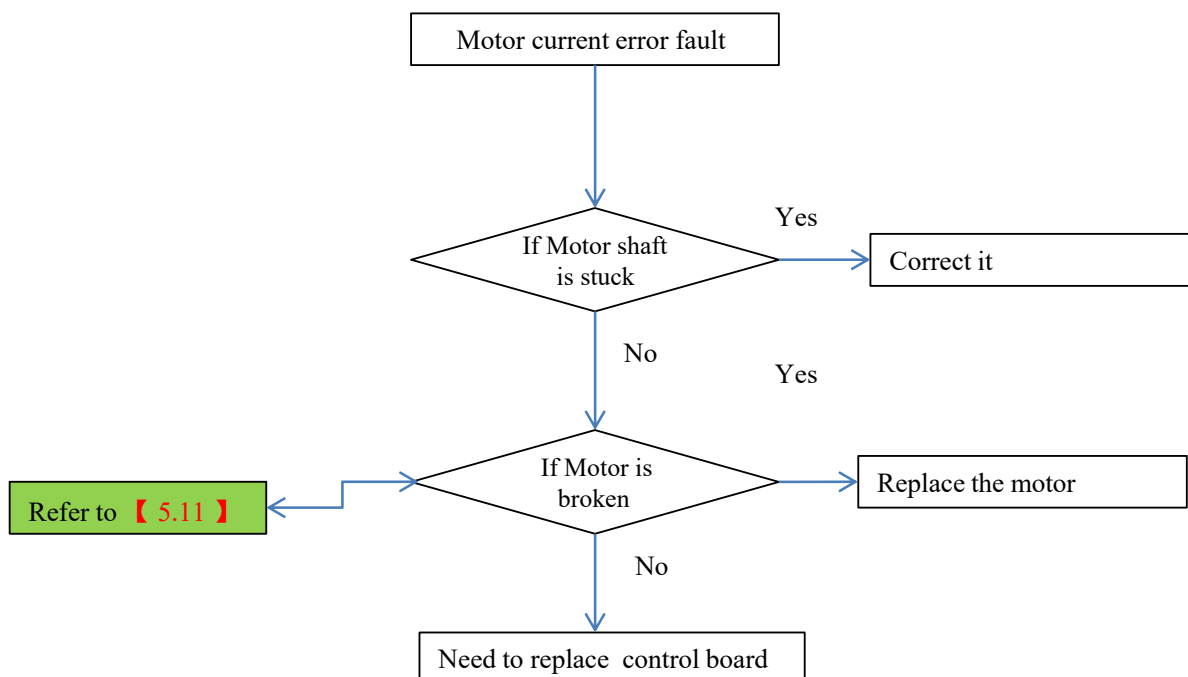 Motor current error fault
Yes
If Motor shaft
is stuck
Correct it
No
Yes
If Motor is
broken
Replace the motor
Refer to 【 5.11 】
No
Need to replace control board